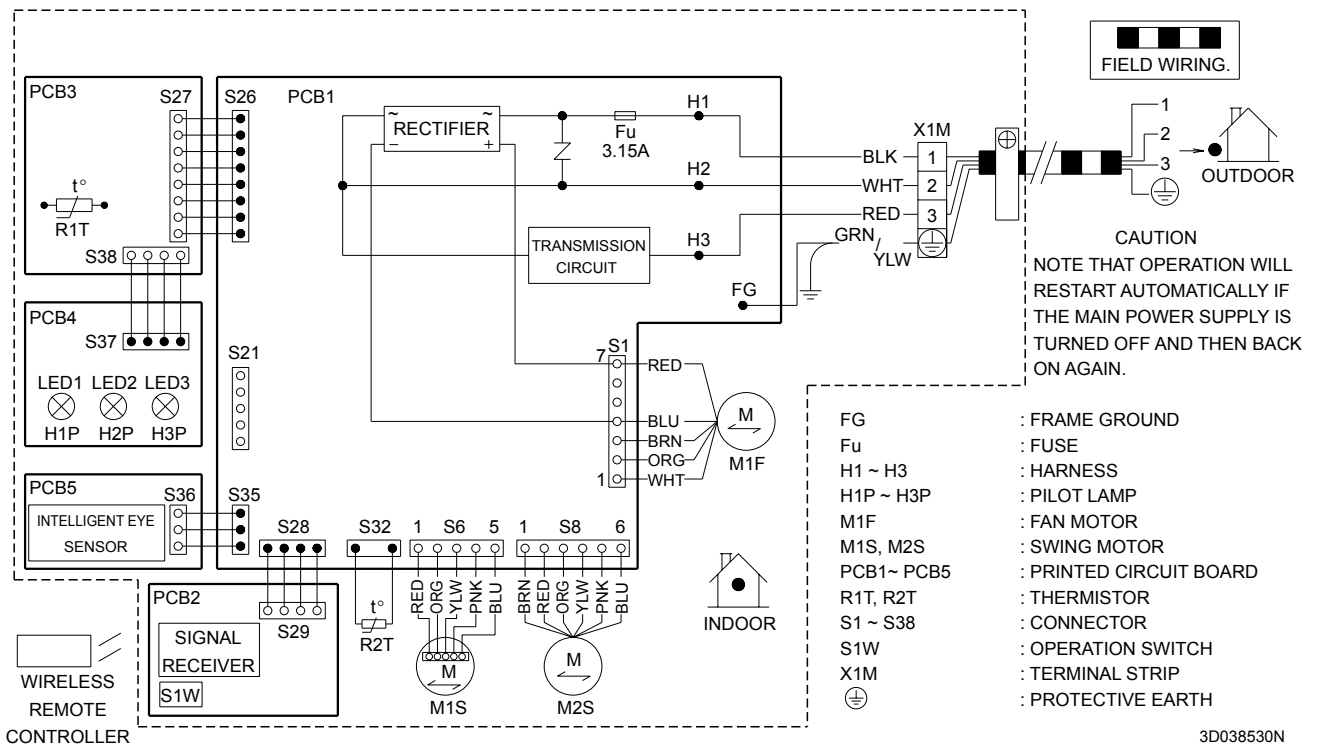 FIELD WIRING.
PCB3
S27
S26
PCB1
~
~
RECTIFIER
−
+
Fu
3.15A
H1
H2
H3
TRANSMISSION
CIRCUIT
FG
t°
R1T
S38
BLK
WHT
RED
GRN/
YLW
X1M
1
2
3
1
2
3
OUTDOOR
CAUTION
NOTE THAT OPERATION WILL
RESTART AUTOMATICALLY IF
THE MAIN POWER SUPPLY IS
TURNED OFF AND THEN BACK
ON AGAIN.
PCB4
S37
LED1 LED2 LED3
H1P H2P H3P
S21
7
S1
1
RED
BLU
BRN
ORG
WHT
M
M1F
PCB5
S36
S35
INTELLIGENT EYE
SENSOR
S28
S32
1 S6 5
1 S8 6
RED
ORG
YLW
PNK
BLU
BRN
RED
ORG
YLW
PNK
BLU
PCB2
S29
SIGNAL
RECEIVER
S1W
t°
R2T
M
M1S
M
M2S
INDOOR
WIRELESS
REMOTE
CONTROLLER
FG : FRAME GROUND
Fu : FUSE
H1 ~ H3 : HARNESS
H1P ~ H3P : PILOT LAMP
M1F : FAN MOTOR
M1S, M2S : SWING MOTOR
PCB1~ PCB5 : PRINTED CIRCUIT BOARD
R1T, R2T : THERMISTOR
S1 ~ S38 : CONNECTOR
S1W : OPERATION SWITCH
X1M : TERMINAL STRIP
: PROTECTIVE EARTH
3D038530N